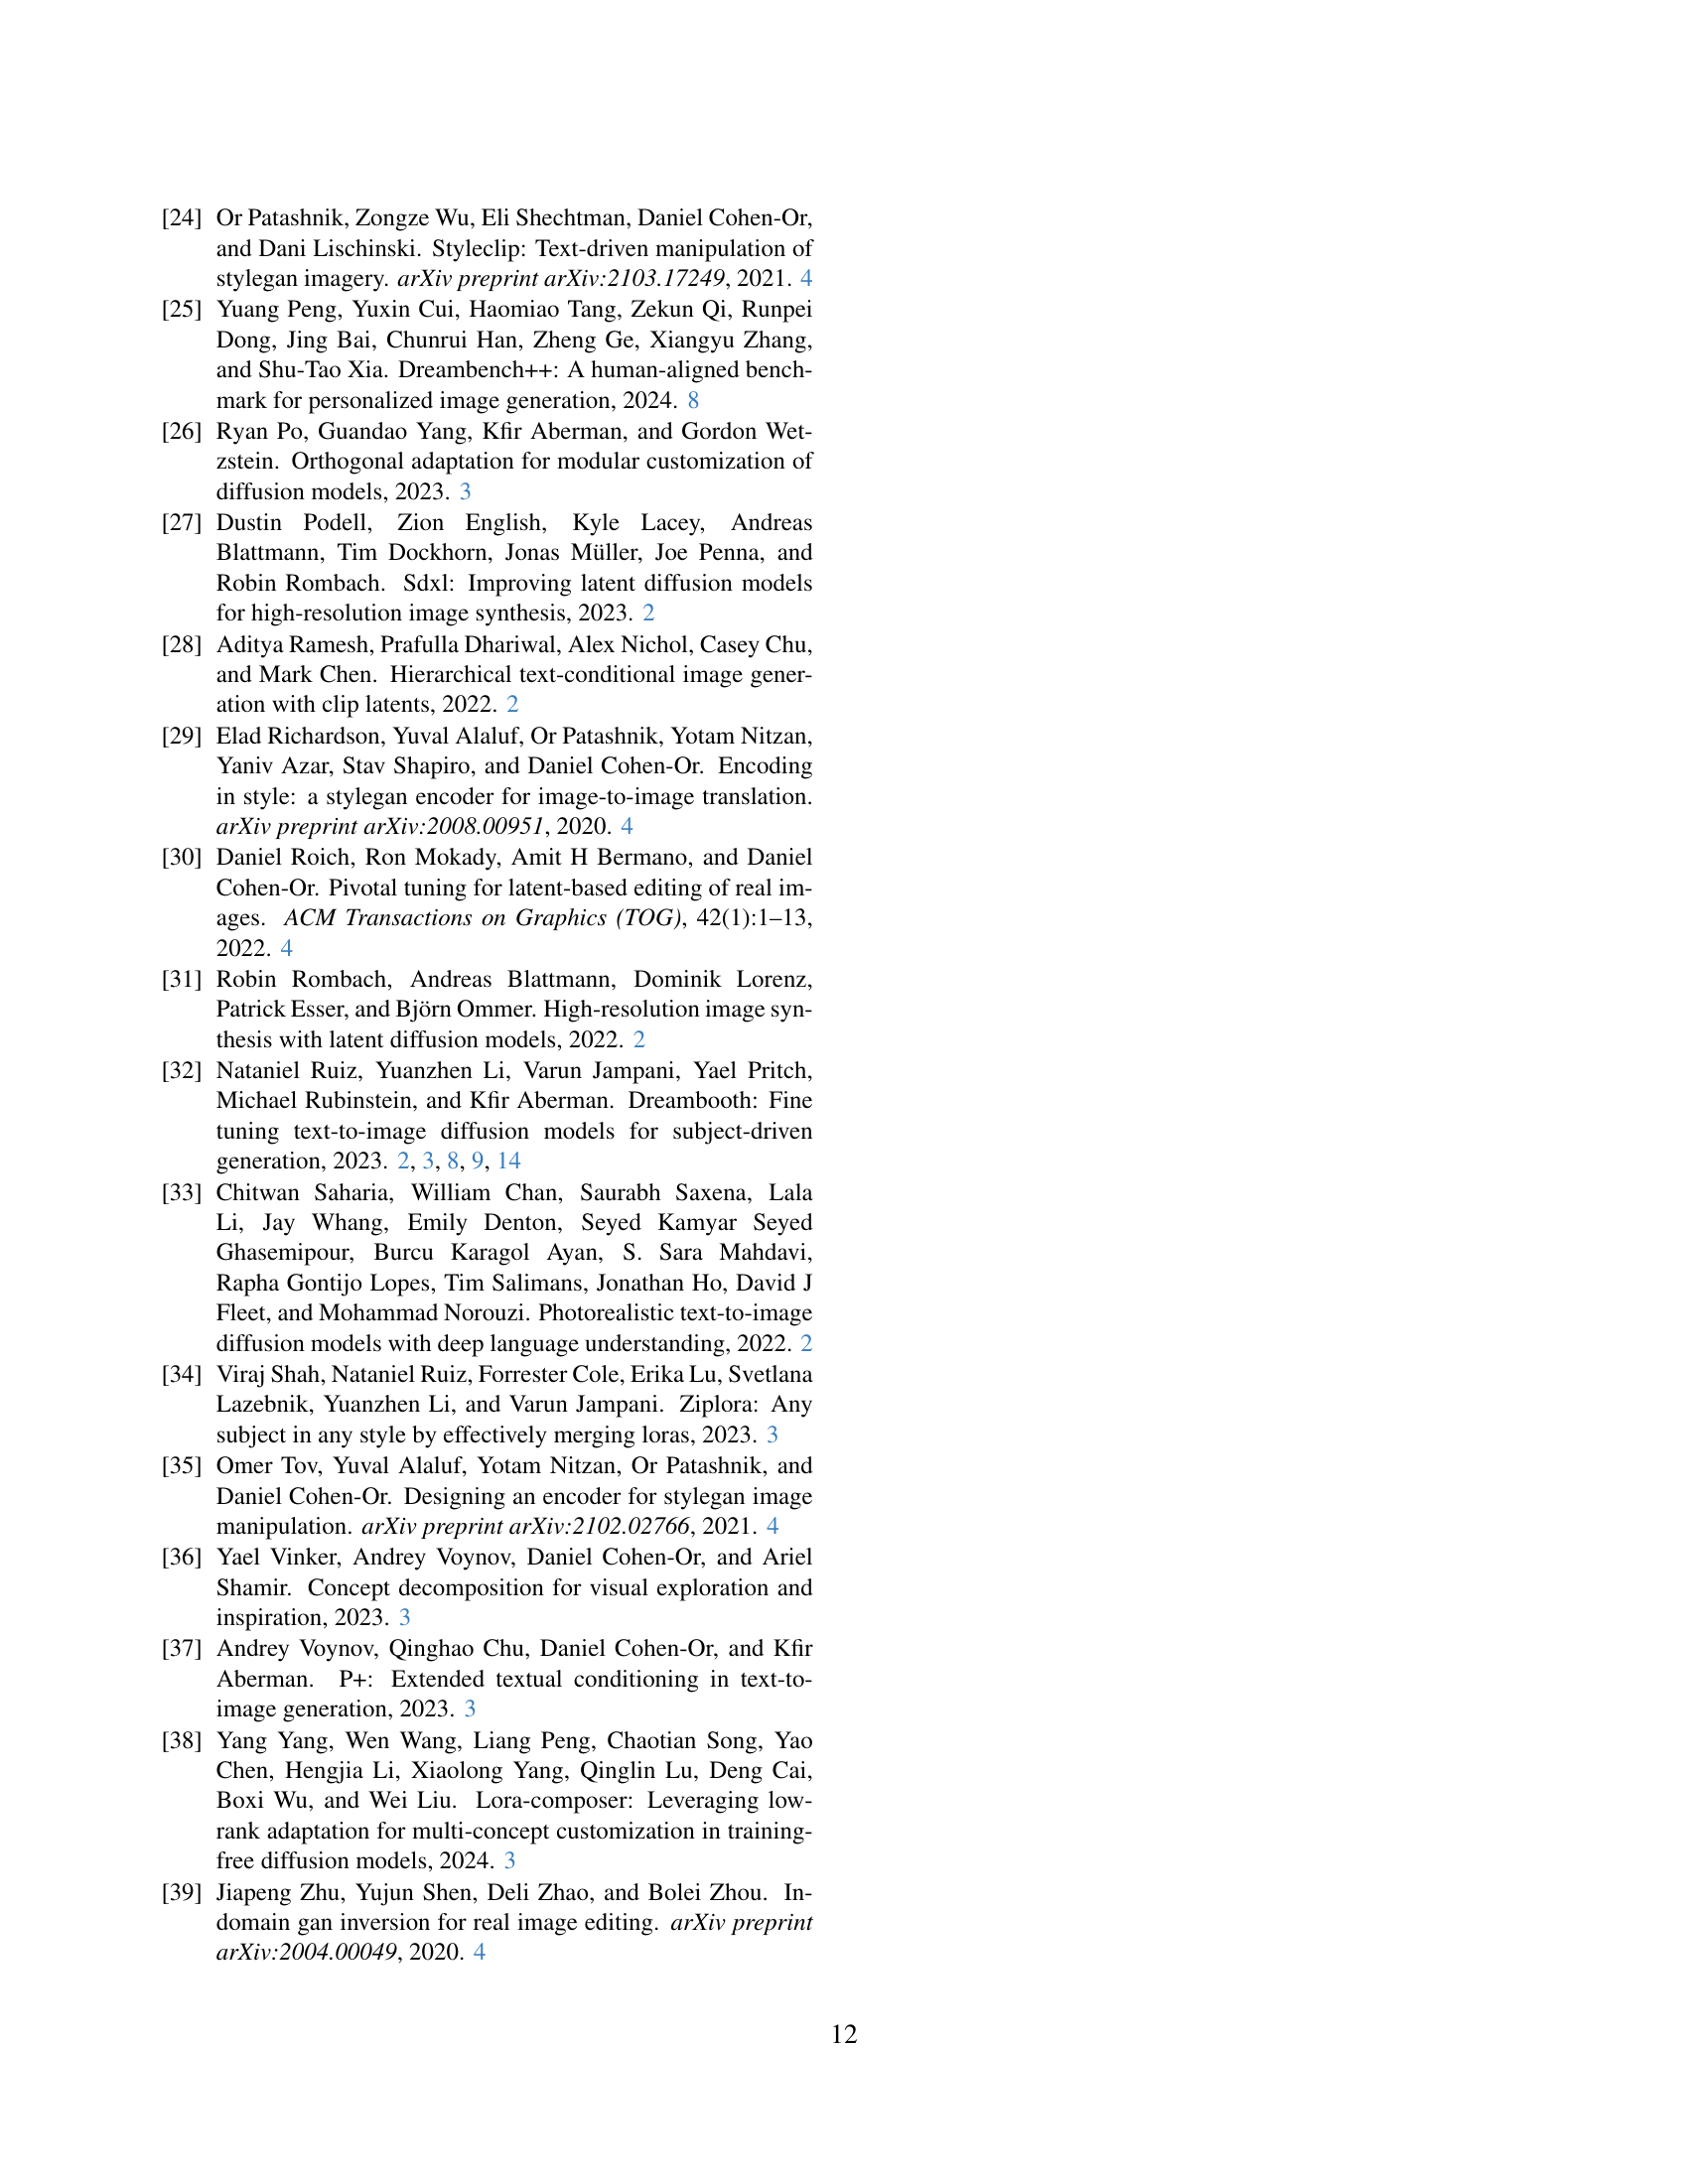 [24] Or Patashnik, Zongze Wu, Eli Shechtman, Daniel Cohen-Or,
and Dani Lischinski. Styleclip: Text-driven manipulation of
stylegan imagery. arXiv preprint arXiv:2103.17249, 2021. 4
[25] Yuang Peng, Yuxin Cui, Haomiao Tang, Zekun Qi, Runpei
Dong, Jing Bai, Chunrui Han, Zheng Ge, Xiangyu Zhang,
and Shu-Tao Xia. Dreambench++: A human-aligned bench-
mark for personalized image generation, 2024. 8
[26] Ryan Po, Guandao Yang, Kfir Aberman, and Gordon Wet-
zstein. Orthogonal adaptation for modular customization of
diffusion models, 2023. 3
[27] Dustin Podell, Zion English, Kyle Lacey, Andreas
Blattmann, Tim Dockhorn, Jonas Müller, Joe Penna, and
Robin Rombach. Sdxl: Improving latent diffusion models
for high-resolution image synthesis, 2023. 2
[28] Aditya Ramesh, Prafulla Dhariwal, Alex Nichol, Casey Chu,
and Mark Chen. Hierarchical text-conditional image gener-
ation with clip latents, 2022. 2
[29] Elad Richardson, Yuval Alaluf, Or Patashnik, Yotam Nitzan,
Yaniv Azar, Stav Shapiro, and Daniel Cohen-Or. Encoding
in style: a stylegan encoder for image-to-image translation.
arXiv preprint arXiv:2008.00951, 2020. 4
[30] Daniel Roich, Ron Mokady, Amit H Bermano, and Daniel
Cohen-Or. Pivotal tuning for latent-based editing of real im-
ages. ACM Transactions on Graphics (TOG), 42(1):1–13,
2022. 4
[31] Robin Rombach, Andreas Blattmann, Dominik Lorenz,
Patrick Esser, and Björn Ommer. High-resolution image syn-
thesis with latent diffusion models, 2022. 2
[32] Nataniel Ruiz, Yuanzhen Li, Varun Jampani, Yael Pritch,
Michael Rubinstein, and Kfir Aberman. Dreambooth: Fine
tuning text-to-image diffusion models for subject-driven
generation, 2023. 2, 3, 8, 9, 14
[33] Chitwan Saharia, William Chan, Saurabh Saxena, Lala
Li, Jay Whang, Emily Denton, Seyed Kamyar Seyed
Ghasemipour, Burcu Karagol Ayan, S. Sara Mahdavi,
Rapha Gontijo Lopes, Tim Salimans, Jonathan Ho, David J
Fleet, and Mohammad Norouzi. Photorealistic text-to-image
diffusion models with deep language understanding, 2022. 2
[34] Viraj Shah, Nataniel Ruiz, Forrester Cole, Erika Lu, Svetlana
Lazebnik, Yuanzhen Li, and Varun Jampani. Ziplora: Any
subject in any style by effectively merging loras, 2023. 3
[35] Omer Tov, Yuval Alaluf, Yotam Nitzan, Or Patashnik, and
Daniel Cohen-Or. Designing an encoder for stylegan image
manipulation. arXiv preprint arXiv:2102.02766, 2021. 4
[36] Yael Vinker, Andrey Voynov, Daniel Cohen-Or, and Ariel
Shamir. Concept decomposition for visual exploration and
inspiration, 2023. 3
[37] Andrey Voynov, Qinghao Chu, Daniel Cohen-Or, and Kfir
Aberman. P+: Extended textual conditioning in text-to-
image generation, 2023. 3
[38] Yang Yang, Wen Wang, Liang Peng, Chaotian Song, Yao
Chen, Hengjia Li, Xiaolong Yang, Qinglin Lu, Deng Cai,
Boxi Wu, and Wei Liu. Lora-composer: Leveraging low-
rank adaptation for multi-concept customization in training-
free diffusion models, 2024. 3
[39] Jiapeng Zhu, Yujun Shen, Deli Zhao, and Bolei Zhou. In-
domain gan inversion for real image editing. arXiv preprint
arXiv:2004.00049, 2020. 4
12